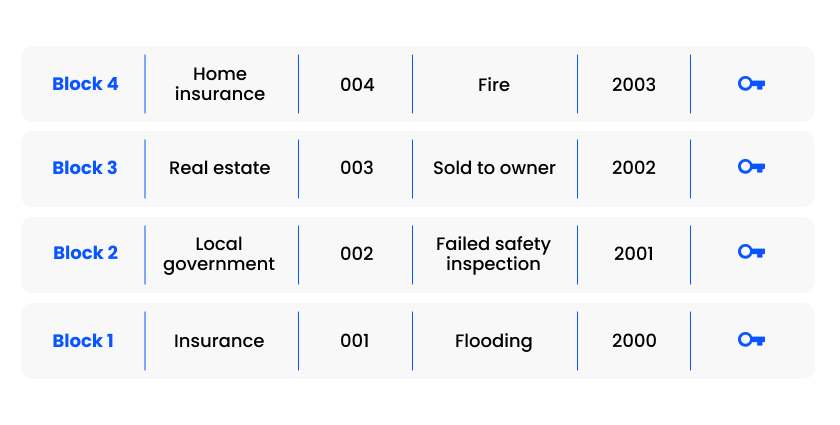 Block 4
Home
insurance
004
Fire
2003
Block 3
Real estate
003
Sold to owner
2002
Block 2
Local
government
002
Failed safety
inspection
2001
Block 1
Insurance
001
Flooding
2000